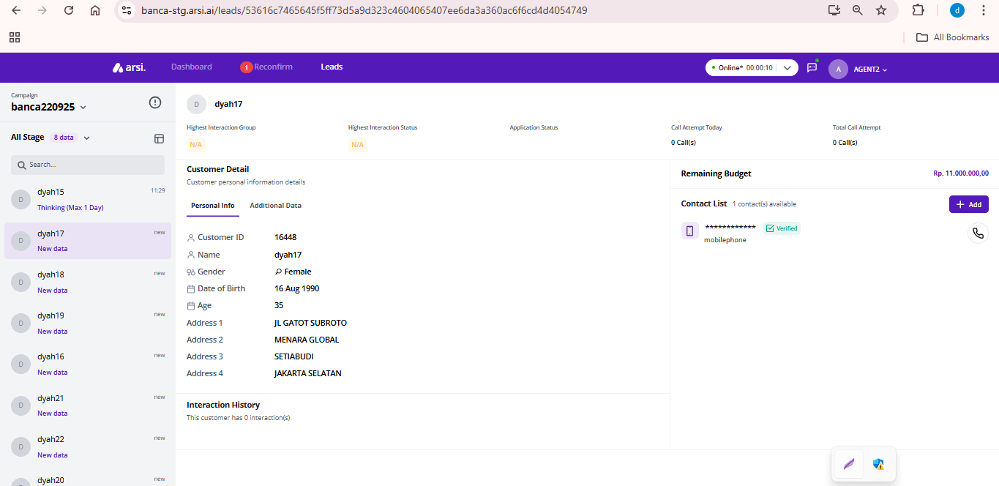 banca-stg.arsi.ai/leads/53616c7465645f5ff73d5a9d323c4604065407ee6da3a360ac6f6cd4d4054749
d
All Bookmarks
arsi.
Dashboard
1 Reconfirm
Leads
Online* 00:00:10
A
AGENT2
Campaign
banca220925
All Stage 8 data
Search...
D
dyah15
11:29
Thinking (Max 1 Day)
D
dyah17
new
New data
D
dyah18
new
New data
D
dyah19
new
New data
D
dyah16
new
New data
D
dyah21
new
New data
D
dyah22
new
New data
D
dyah20
new
D
dyah17
Highest Interaction Group
N/A
Highest Interaction Status
N/A
Application Status
Call Attempt Today
0 Call(s)
Total Call Attempt
0 Call(s)
Customer Detail
Customer personal information details
Personal Info
Additional Data
Customer ID 16448
Name dyah17
Gender Female
Date of Birth 16 Aug 1990
Age 35
Address 1 JL GATOT SUBROTO
Address 2 MENARA GLOBAL
Address 3 SETIABUDI
Address 4 JAKARTA SELATAN
Interaction History
This customer has 0 interaction(s)
Remaining Budget Rp. 11.000.000,00
Contact List 1 contact(s) available
+ Add
************ Verified
mobilephone